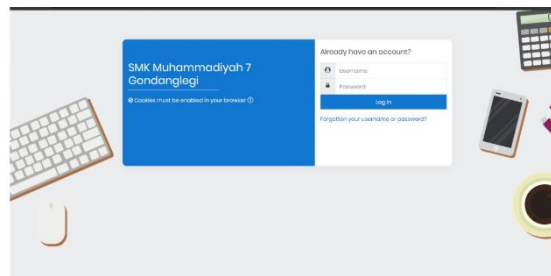 SMK Muhammadiyah 7
Gondanglegi
Cookies must be enabled in your browser
Already have an account?
Username
Password
Log in
Forgotten your username or password?